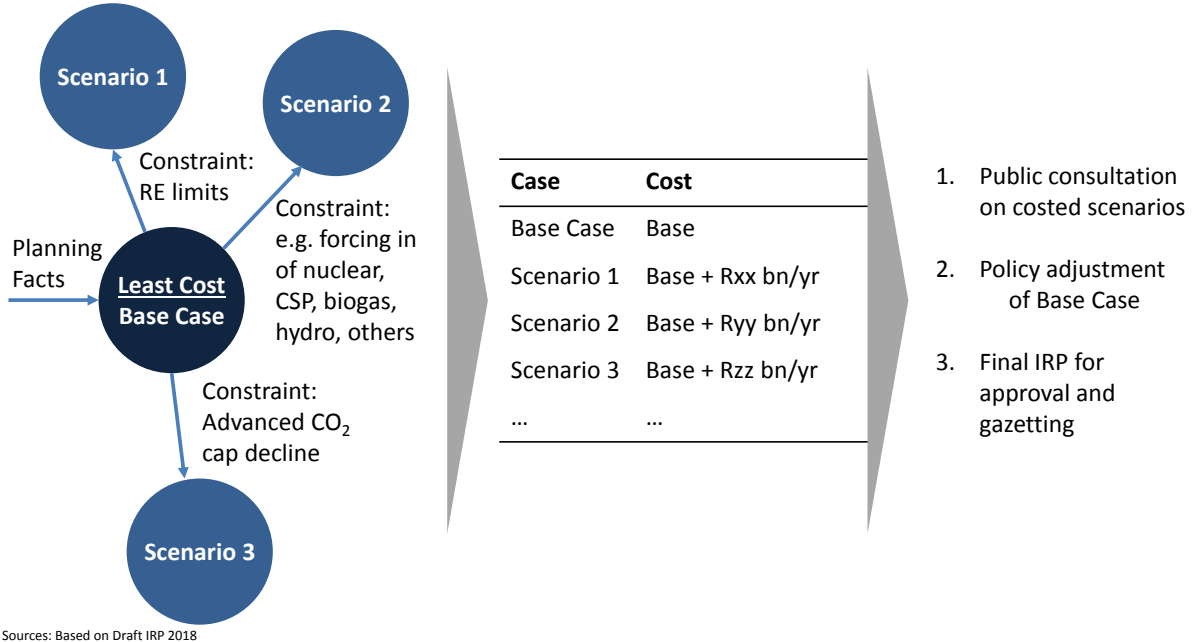 Scenario 1
Scenario 2
Constraint:
RE limits
Constraint:
e.g. forcing in
of nuclear,
CSP, biogas,
hydro, others
Planning
Facts
Least Cost
Base Case
Constraint:
Advanced CO₂
cap decline
Scenario 3
Case Cost
Base Case Base
Scenario 1 Base + Rxx bn/yr
Scenario 2 Base + Ryy bn/yr
Scenario 3 Base + Rzz bn/yr
... ...
1. Public consultation
on costed scenarios
2. Policy adjustment
of Base Case
3. Final IRP for
approval and
gazetting
Sources: Based on Draft IRP 2018